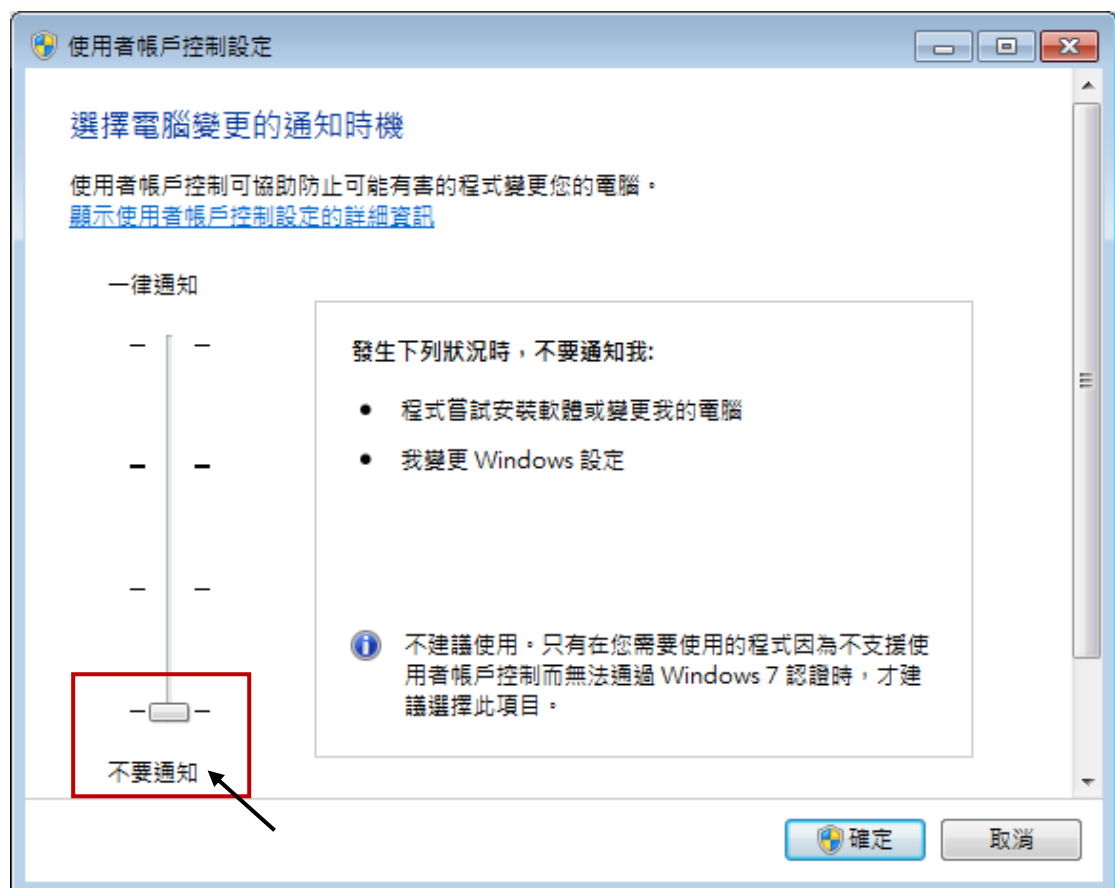 使用者帳戶控制設定
選擇電腦變更的通知時機
使用者帳戶控制可協助防止可能有害的程式變更您的電腦。
顯示使用者帳戶控制設定的詳細資訊
一律通知
發生下列狀況時，不要通知我:
• 程式嘗試安裝軟體或變更我的電腦
• 我變更 Windows 設定
不建議使用。只有在您需要使用的程式因為不支援使
用者帳戶控制而無法通過 Windows 7 認證時，才建
議選擇此項目。
不要通知
確定
取消